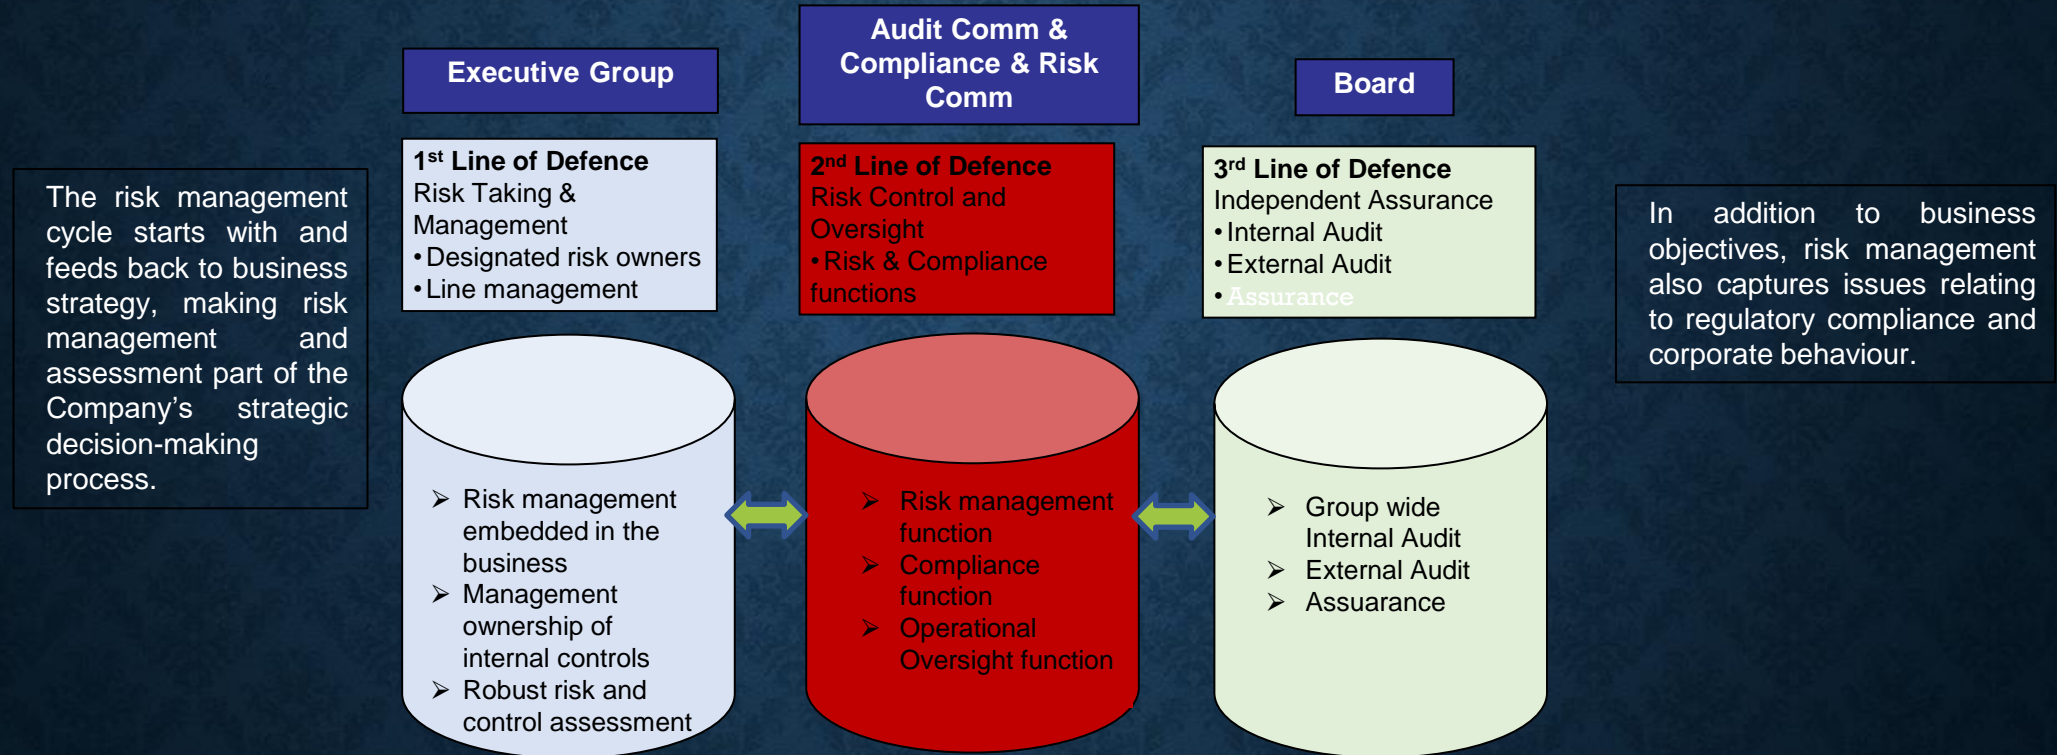 Executive Group
Audit Comm &
Compliance & Risk
Comm
Board
The risk management
cycle starts with and
feeds back to business
strategy, making risk
management and
assessment part of the
Company’s strategic
decision-making
process.
1st Line of Defence
Risk Taking &
Management
• Designated risk owners
• Line management
2nd Line of Defence
Risk Control and
Oversight
• Risk & Compliance
functions
3rd Line of Defence
Independent Assurance
• Internal Audit
• External Audit
• Assurance
In addition to business
objectives, risk management
also captures issues relating
to regulatory compliance and
corporate behaviour.
➢ Risk management
embedded in the
business
➢ Management
ownership of
internal controls
➢ Robust risk and
control assessment
➢ Risk management
function
➢ Compliance
function
➢ Operational
Oversight function
➢ Group wide
Internal Audit
➢ External Audit
➢ Assuarance